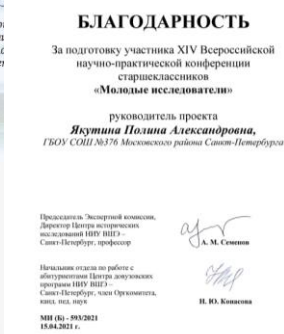 БЛАГОДАРНОСТЬ
За подготовку участника XIV Всероссийской
научно-практической конференции
старшеклассников
«Молодые исследователи»
руководитель проекта
Якутина Полина Александровна,
ГБОУ СОШ №376 Московского района Санкт-Петербурга
Председатель Экспертной комиссии,
Директор Центра исторических
исследований НИУ ВШЭ –
Санкт-Петербург, профессор
А. М. Семенов
Начальник отдела по работе с
абитуриентами Центра довузовских
программ НИУ ВШЭ –
Санкт-Петербург, член Оргкомитета,
канд. пед. наук
Н. Ю. Конасова
МИ (Б) - 593/2021
15.04.2021 г.